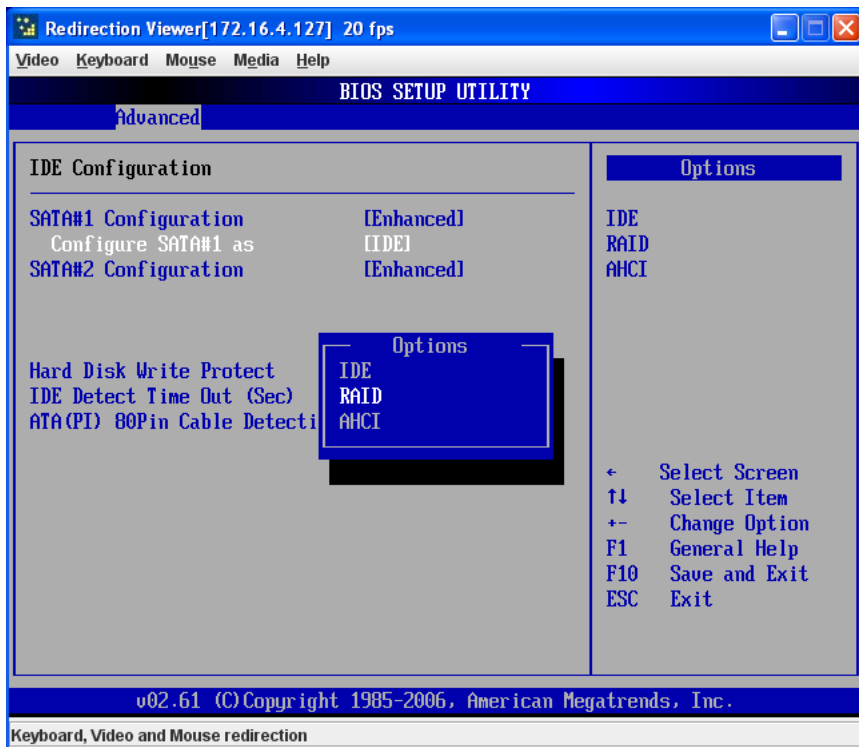 Redirection Viewer[172.16.4.127] 20 fps
Video Keyboard Mouse Media Help
BIOS SETUP UTILITY
Advanced
IDE Configuration
SATA#1 Configuration [Enhanced]
Configure SATA#1 as [IDE]
SATA#2 Configuration [Enhanced]
Hard Disk Write Protect
IDE Detect Time Out (Sec)
ATA(PI) 80Pin Cable Detecti
Options
IDE
RAID
AHCI
Options
IDE
RAID
AHCI
← Select Screen
↑↓ Select Item
+- Change Option
F1 General Help
F10 Save and Exit
ESC Exit
v02.61 (C)Copyright 1985-2006, American Megatrends, Inc.
Keyboard, Video and Mouse redirection